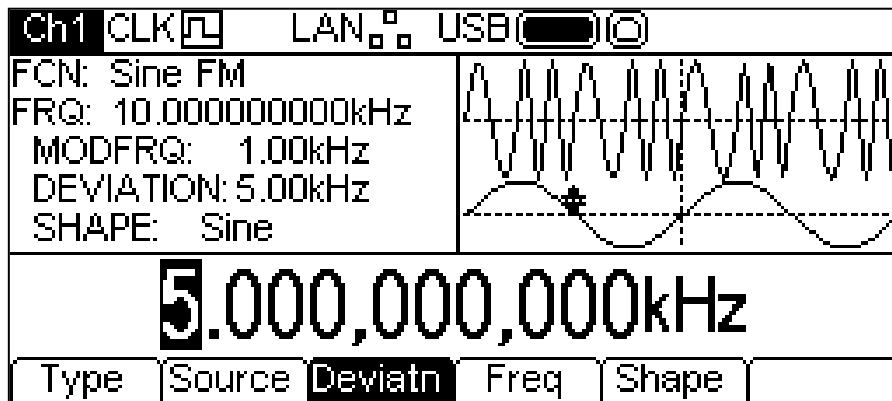 Ch1 CLK LAN USB
FCN: Sine FM
FRQ: 10.000000000kHz
MODFRQ: 1.00kHz
DEVIATION: 5.00kHz
SHAPE: Sine
5.000,000,000kHz
Type Source Deviatn Freq Shape